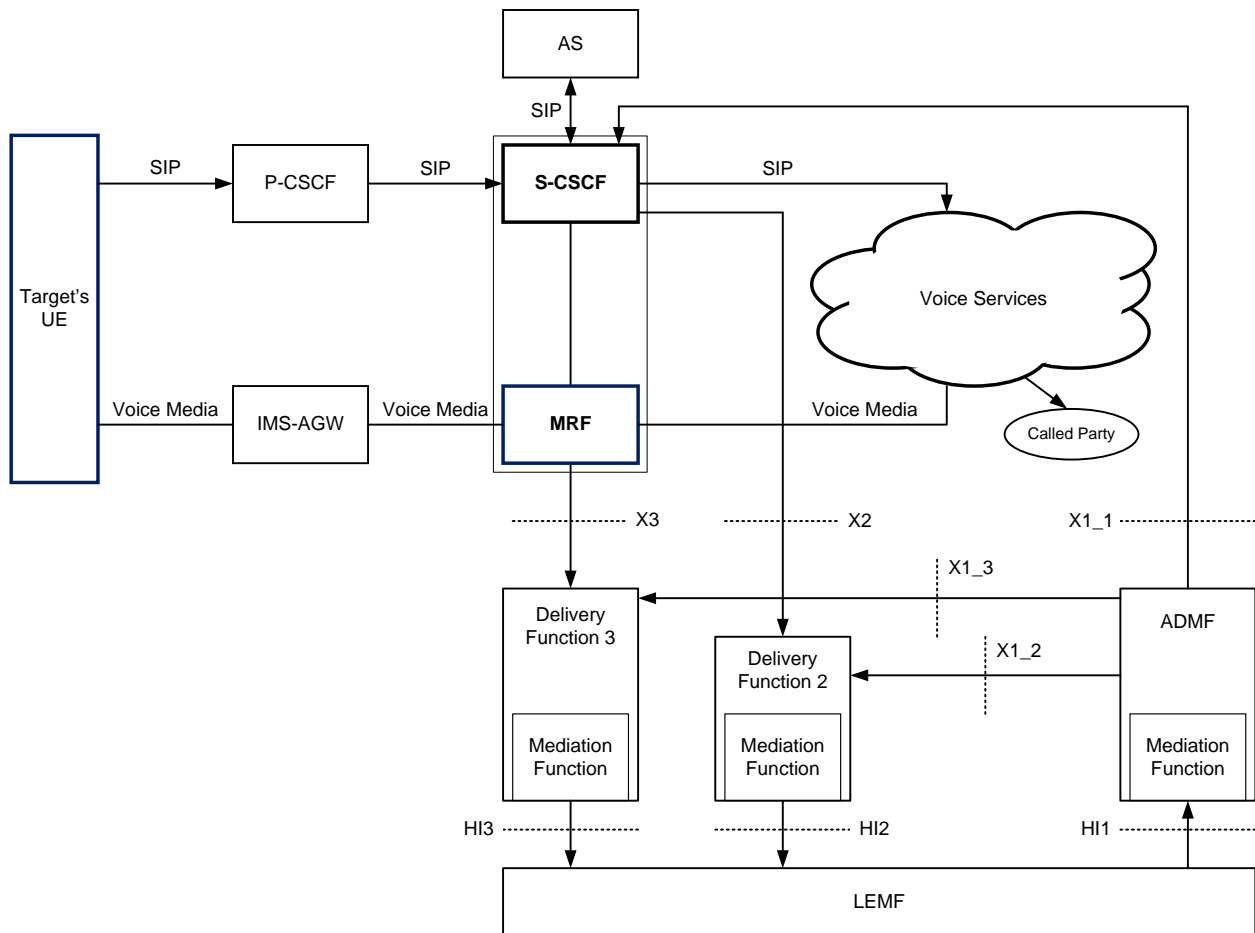 AS
SIP
SIP
P-CSCF
SIP
S-CSCF
SIP
Target's
UE
Voice Services
Voice Media
IMS-AGW
Voice Media
MRF
Voice Media
Called Party
X3
X2
X1_1
X1_3
Delivery
Function 3
ADMF
X1_2
Delivery
Function 2
Mediation
Function
Mediation
Function
Mediation
Function
HI3
HI2
HI1
LEMF